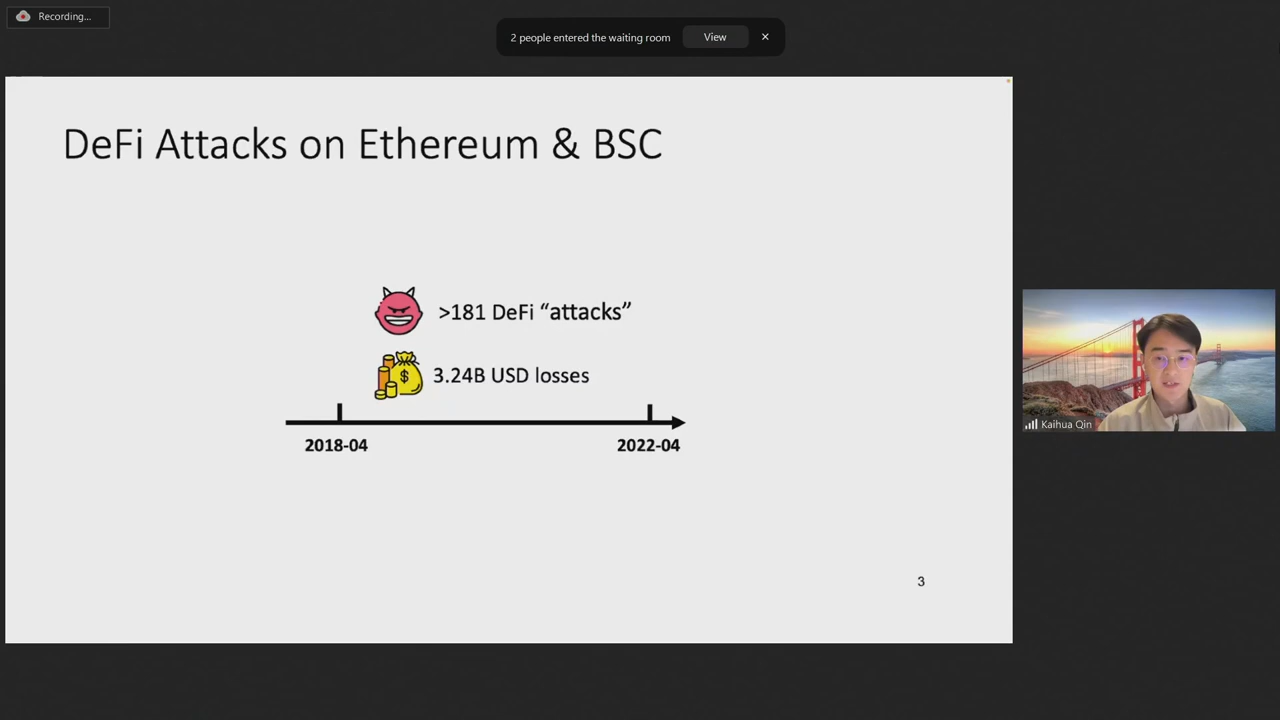 Recording...
2 people entered the waiting room View ×
DeFi Attacks on Ethereum & BSC
>181 DeFi “attacks”
$ 3.24B USD losses
2018-04 2022-04
Kaihua Qin
3